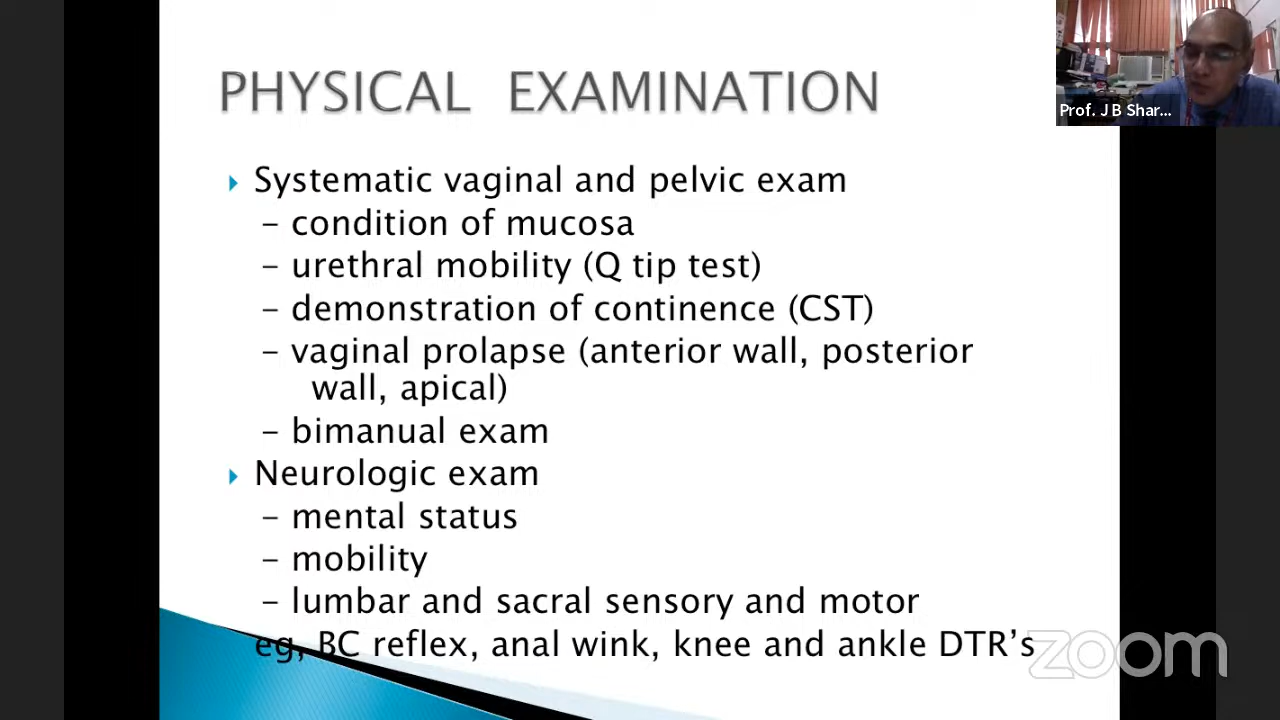 PHYSICAL EXAMINATION
Systematic vaginal and pelvic exam
– condition of mucosa
– urethral mobility (Q tip test)
– demonstration of continence (CST)
– vaginal prolapse (anterior wall, posterior
wall, apical)
– bimanual exam
Neurologic exam
– mental status
– mobility
– lumbar and sacral sensory and motor
eg, BC reflex, anal wink, knee and ankle DTR’s
Prof. J B Shar...
zoom